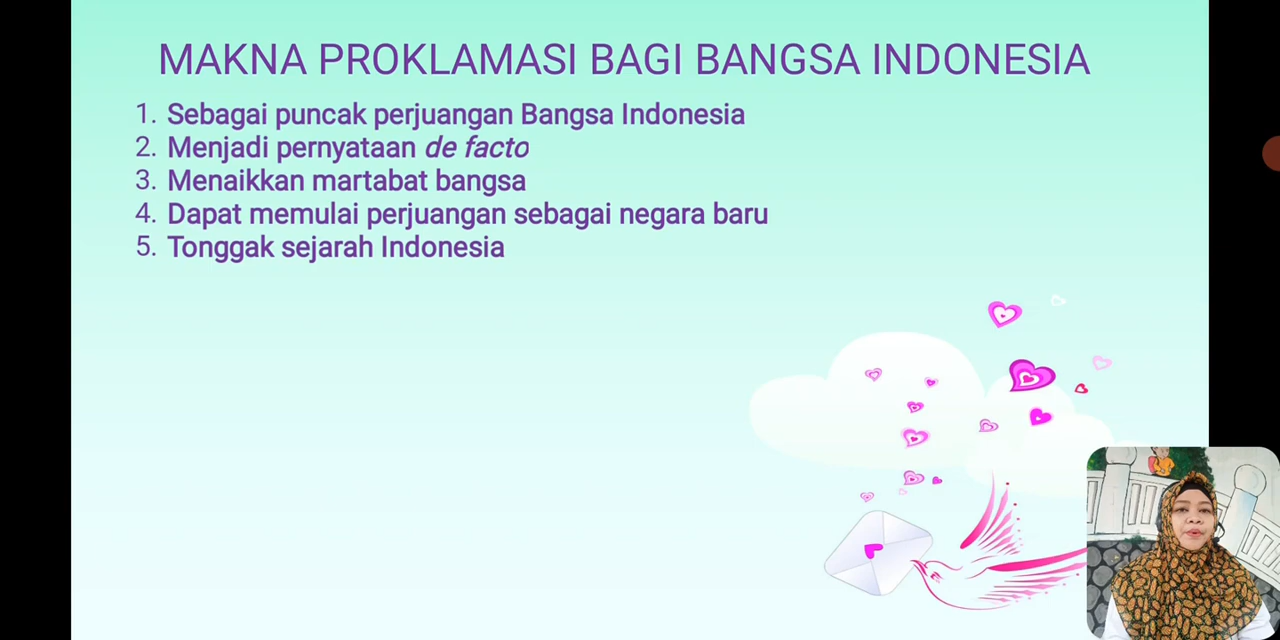 MAKNA PROKLAMASI BAGI BANGSA INDONESIA
1. Sebagai puncak perjuangan Bangsa Indonesia
2. Menjadi pernyataan de facto
3. Menaikkan martabat bangsa
4. Dapat memulai perjuangan sebagai negara baru
5. Tonggak sejarah Indonesia